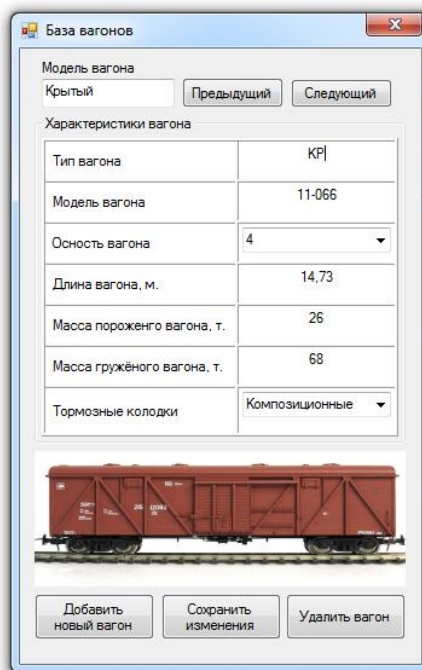 База вагонов
Модель вагона
Крытый
Предыдущий
Следующий
Характеристики вагона
Тип вагона
КР
Модель вагона
11-066
Осность вагона
4
Длина вагона, м.
14,73
Масса пороженго вагона, т.
26
Масса гружёного вагона, т.
68
Тормозные колодки
Композиционные
Добавить
новый вагон
Сохранить
изменения
Удалить вагон